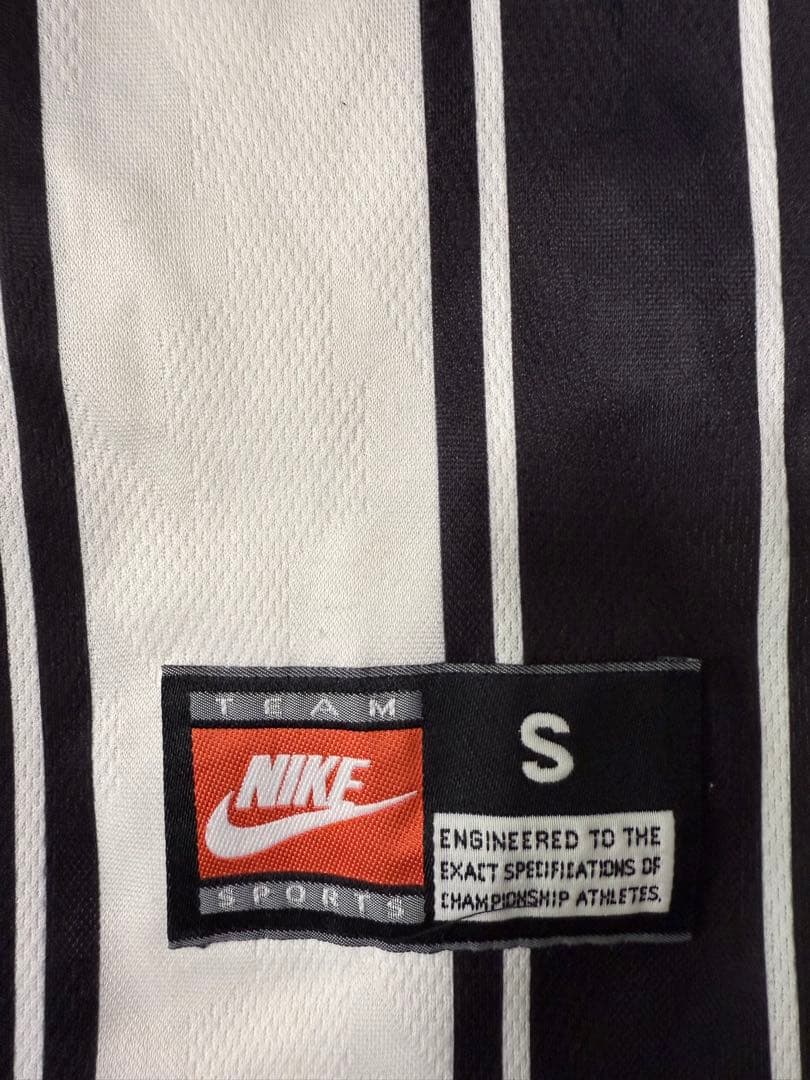 TEAM
NIKE
SPORTS
S
ENGINEERED TO THE
EXACT SPECIFICATIONS OF
CHAMPIONSHIP ATHLETES.